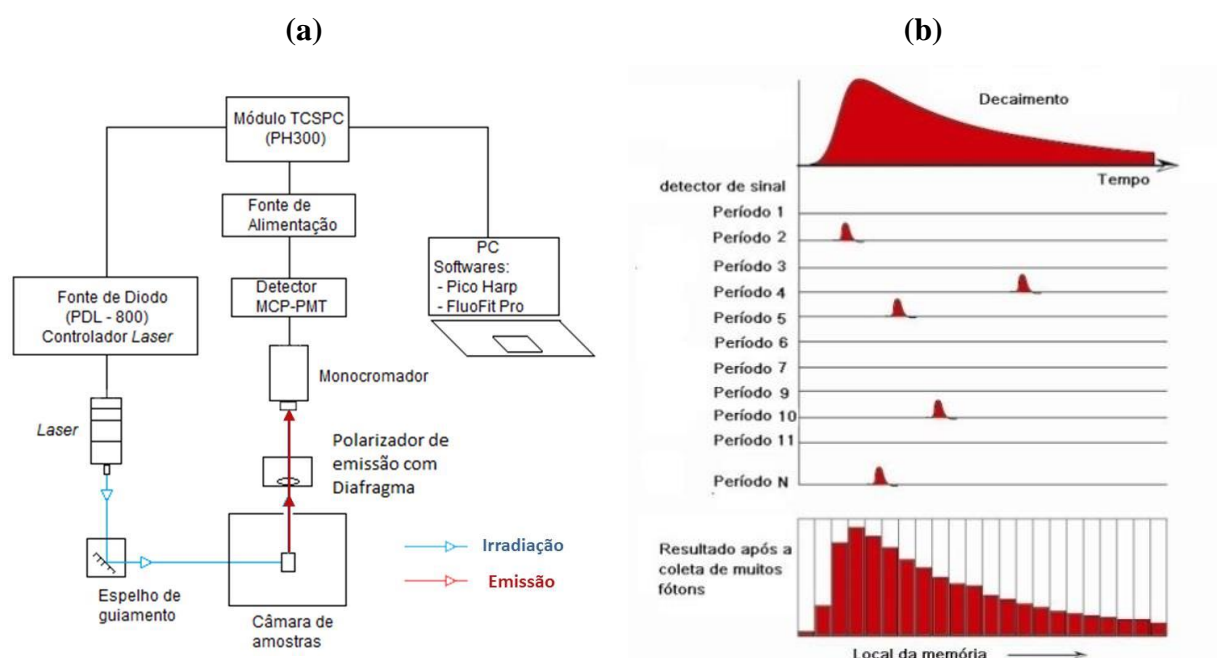 (a)
Módulo TCSPC
(PH300)
Fonte de
Alimentação
Detector
MCP-PMT
Fonte de Diodo
(PDL - 800)
Controlador Laser
PC
Softwares:
- Pico Harp
- FluoFit Pro
Monocromador
Laser
Polarizador de
emissão com
Diafragma
Irradiação
Emissão
Espelho de
guiamento
Câmara de
amostras
(b)
Decaimento
Tempo
detector de sinal
Período 1
Período 2
Período 3
Período 4
Período 5
Período 6
Período 7
Período 9
Período 10
Período 11
Período N
Resultado após a
coleta de muitos
fótons
Local da memória